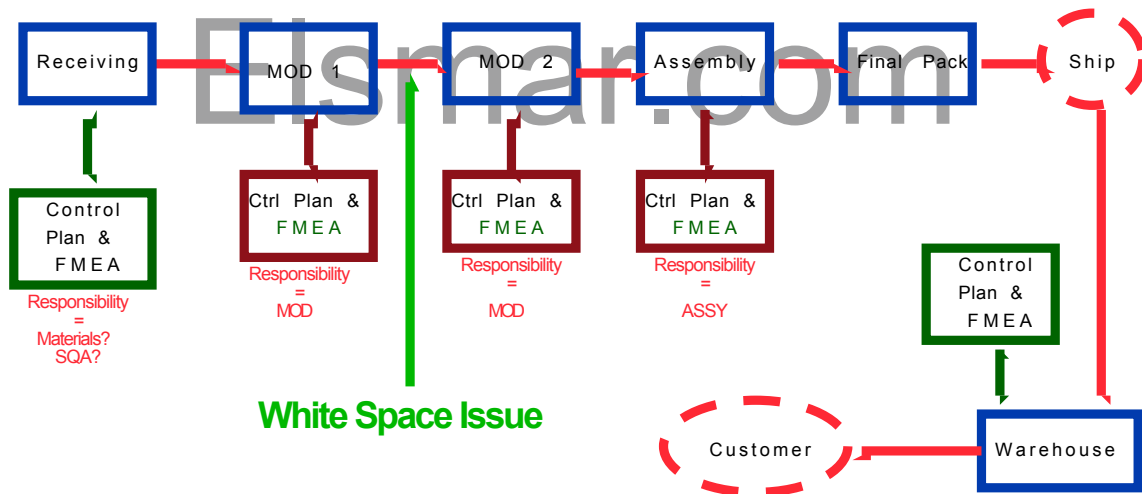 Elsmar.com
Receiving
MOD 1
MOD 2
Assembly
Final Pack
Ship
Control
Plan &
FMEA
Responsibility
=
Materials?
SQA?
Ctrl Plan &
FMEA
Responsibility
=
MOD
Ctrl Plan &
FMEA
Responsibility
=
MOD
Ctrl Plan &
FMEA
Responsibility
=
ASSY
Control
Plan &
FMEA
White Space Issue
Customer
Warehouse